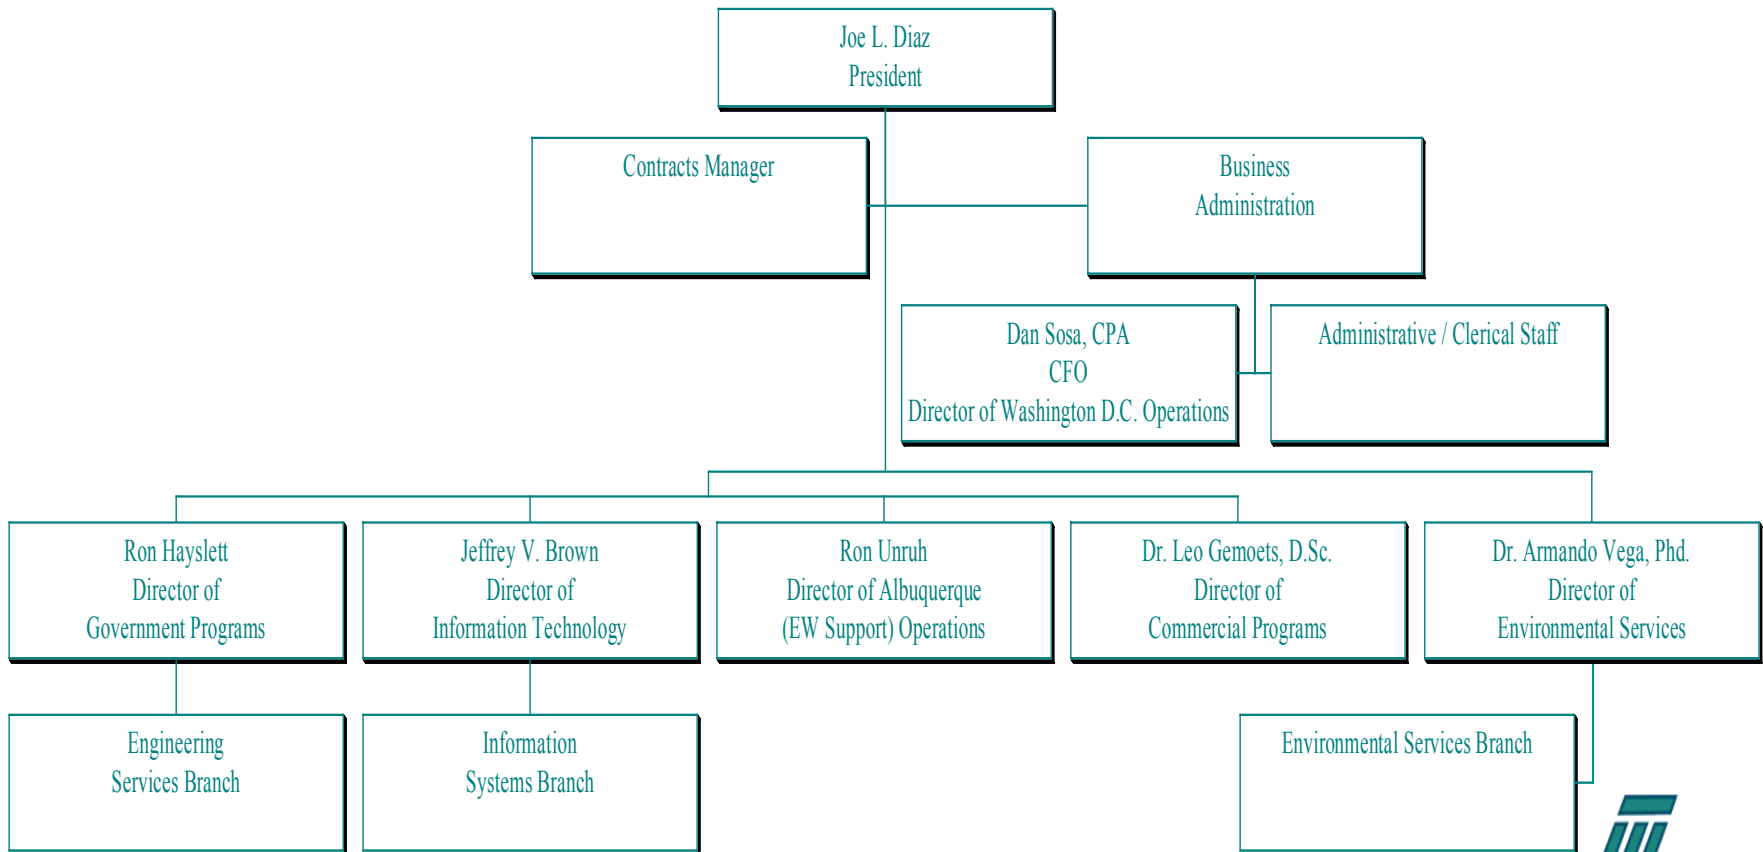 Joe L. Diaz
President
Contracts Manager
Business
Administration
Dan Sosa, CPA
CFO
Director of Washington D.C. Operations
Administrative / Clerical Staff
Ron Hayslett
Director of
Government Programs
Jeffrey V. Brown
Director of
Information Technology
Ron Unruh
Director of Albuquerque
(EW Support) Operations
Dr. Leo Gemoets, D.Sc.
Director of
Commercial Programs
Dr. Armando Vega, Phd.
Director of
Environmental Services
Engineering
Services Branch
Information
Systems Branch
Environmental Services Branch